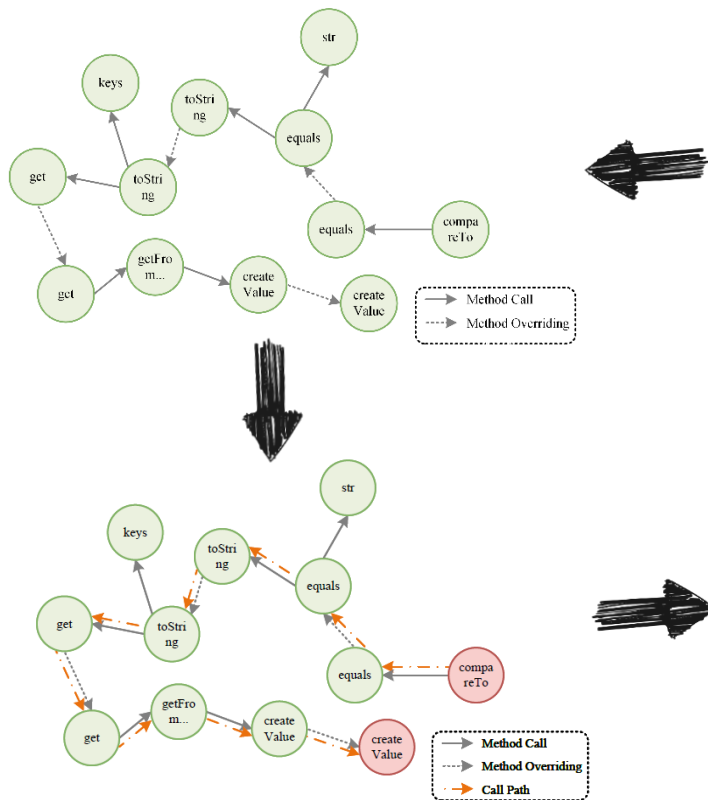 str
keys
toStri
ng
equals
toStri
ng
get
equals
compa
reTo
getFro
m...
get
create
Value
create
Value
Method Call
Method Overriding
str
keys
toStri
ng
equals
get
toStri
ng
equals
compa
reTo
getFro
m...
get
create
Value
create
Value
Method Call
Method Overriding
Call Path